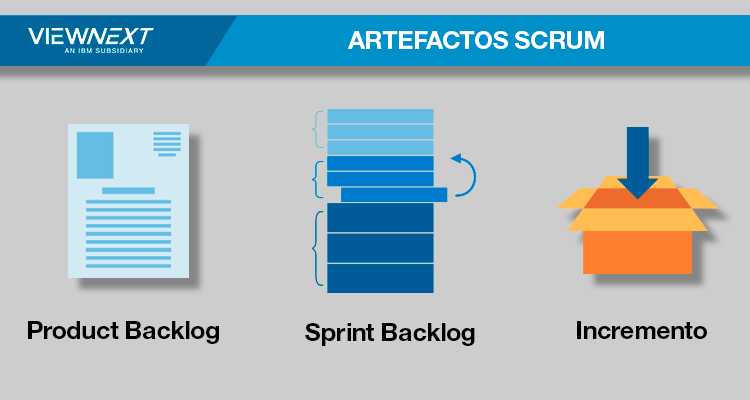 VIEWNEXT
AN IBM SUBSIDIARY
ARTEFACTOS SCRUM
Product Backlog
Sprint Backlog
Incremento